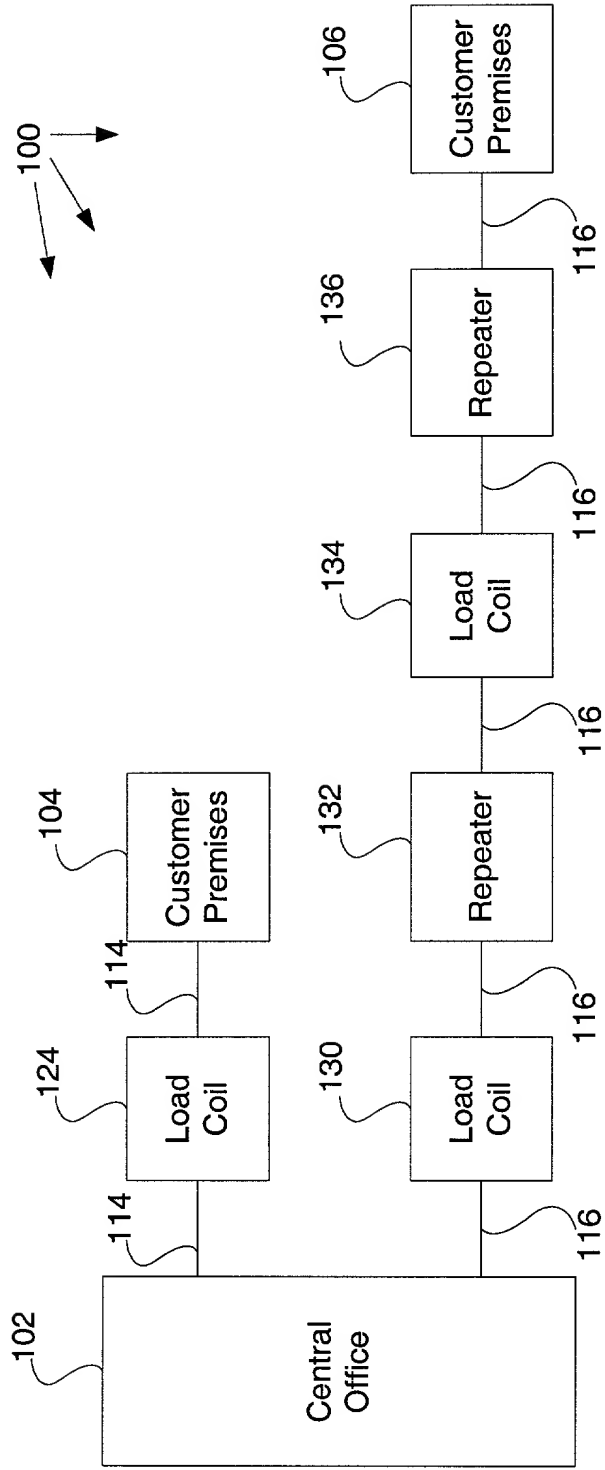 100
102
Central
Office
114
124
Load
Coil
114
104
Customer
Premises
116
130
Load
Coil
116
132
Repeater
116
134
Load
Coil
116
136
Repeater
116
106
Customer
Premises